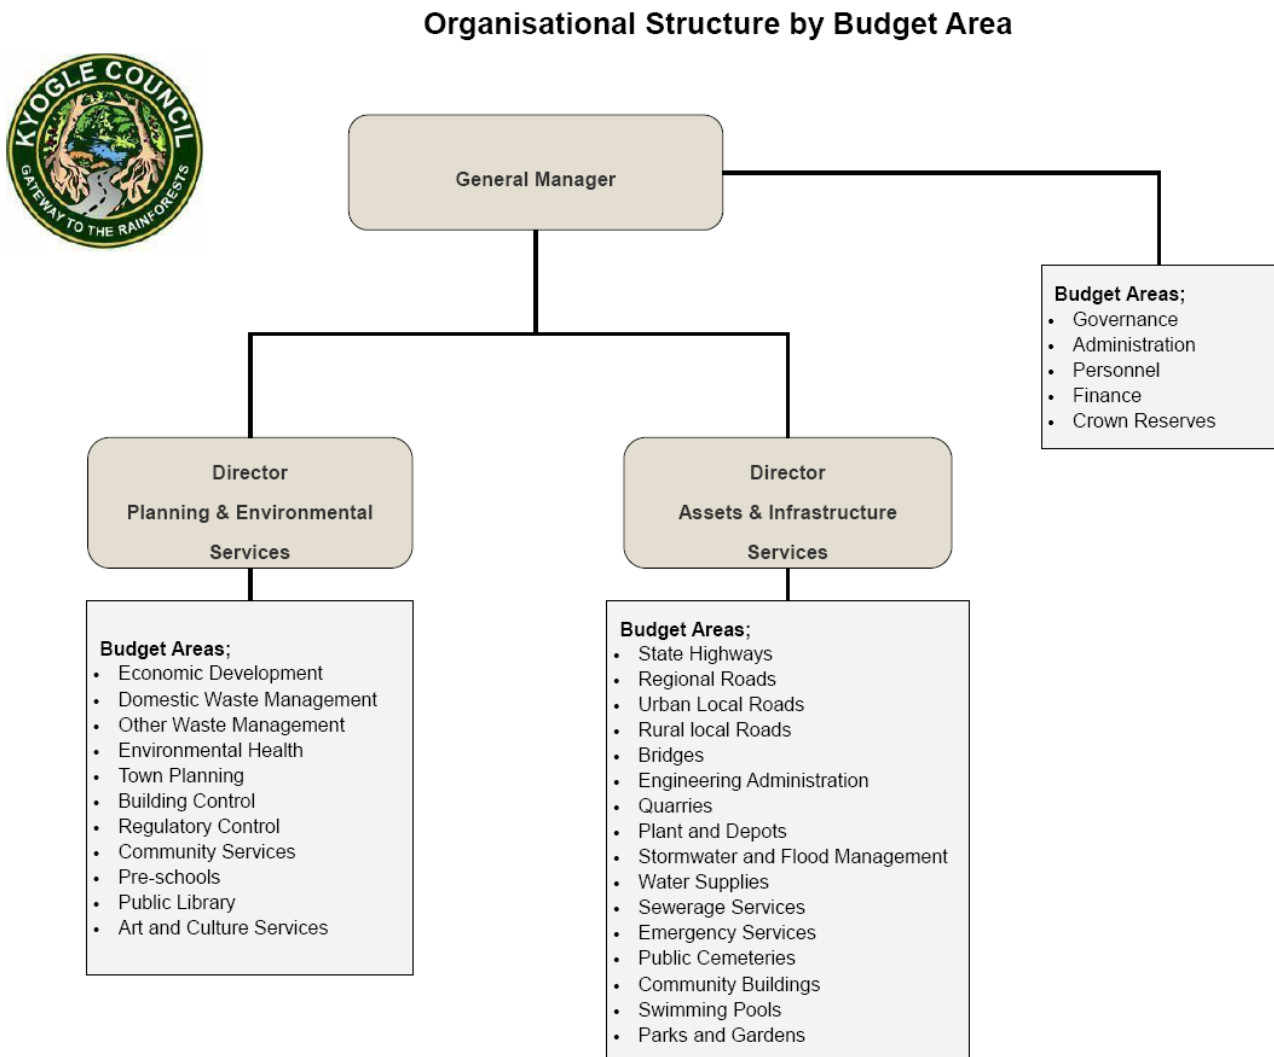 Organisational Structure by Budget Area
KYOGLE COUNCIL
GATEWAY TO THE RAINFORESTS
General Manager
Budget Areas;
• Governance
• Administration
• Personnel
• Finance
• Crown Reserves
Director
Planning & Environmental
Services
Director
Assets & Infrastructure
Services
Budget Areas;
• Economic Development
• Domestic Waste Management
• Other Waste Management
• Environmental Health
• Town Planning
• Building Control
• Regulatory Control
• Community Services
• Pre-schools
• Public Library
• Art and Culture Services
Budget Areas;
• State Highways
• Regional Roads
• Urban Local Roads
• Rural local Roads
• Bridges
• Engineering Administration
• Quarries
• Plant and Depots
• Stormwater and Flood Management
• Water Supplies
• Sewerage Services
• Emergency Services
• Public Cemeteries
• Community Buildings
• Swimming Pools
• Parks and Gardens